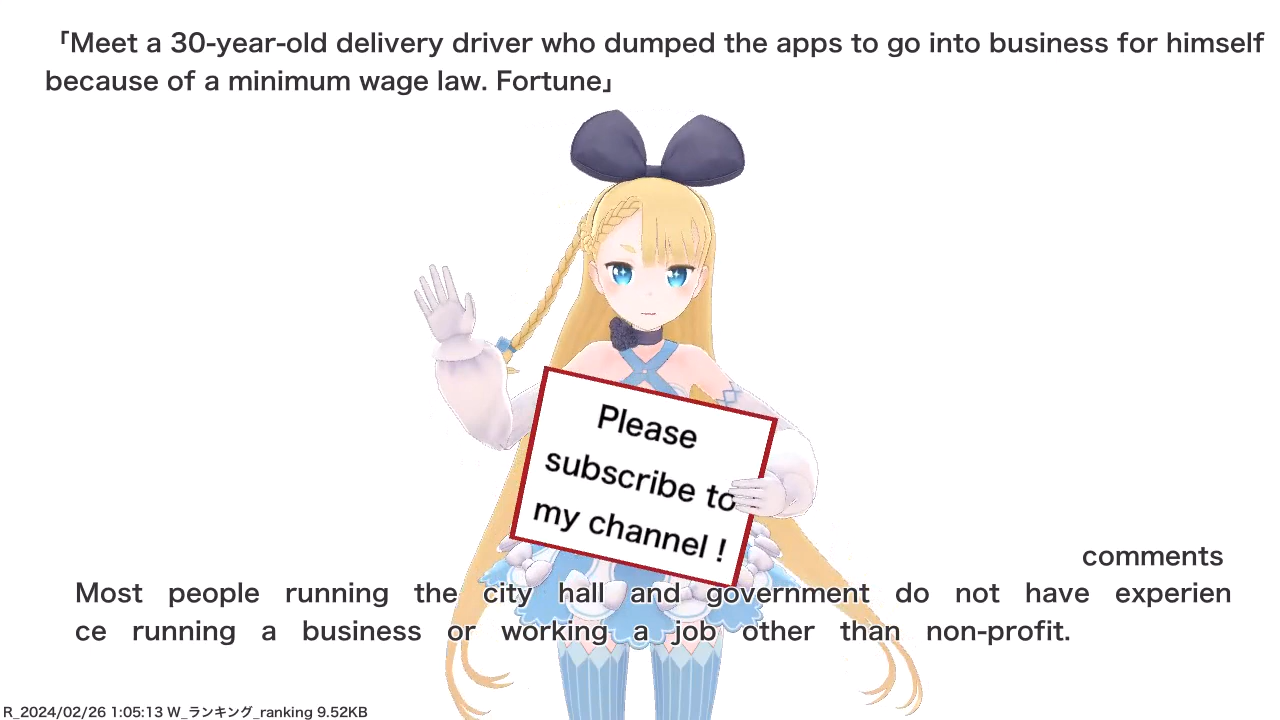 「Meet a 30-year-old delivery driver who dumped the apps to go into business for himself
because of a minimum wage law. Fortune」
Please
subscribe to
my channel !
comments
Most people running the city hall and government do not have experien
ce running a business or working a job other than non-profit.
R_2024/02/26 1:05:13 W_ランキング_ranking 9.52KB